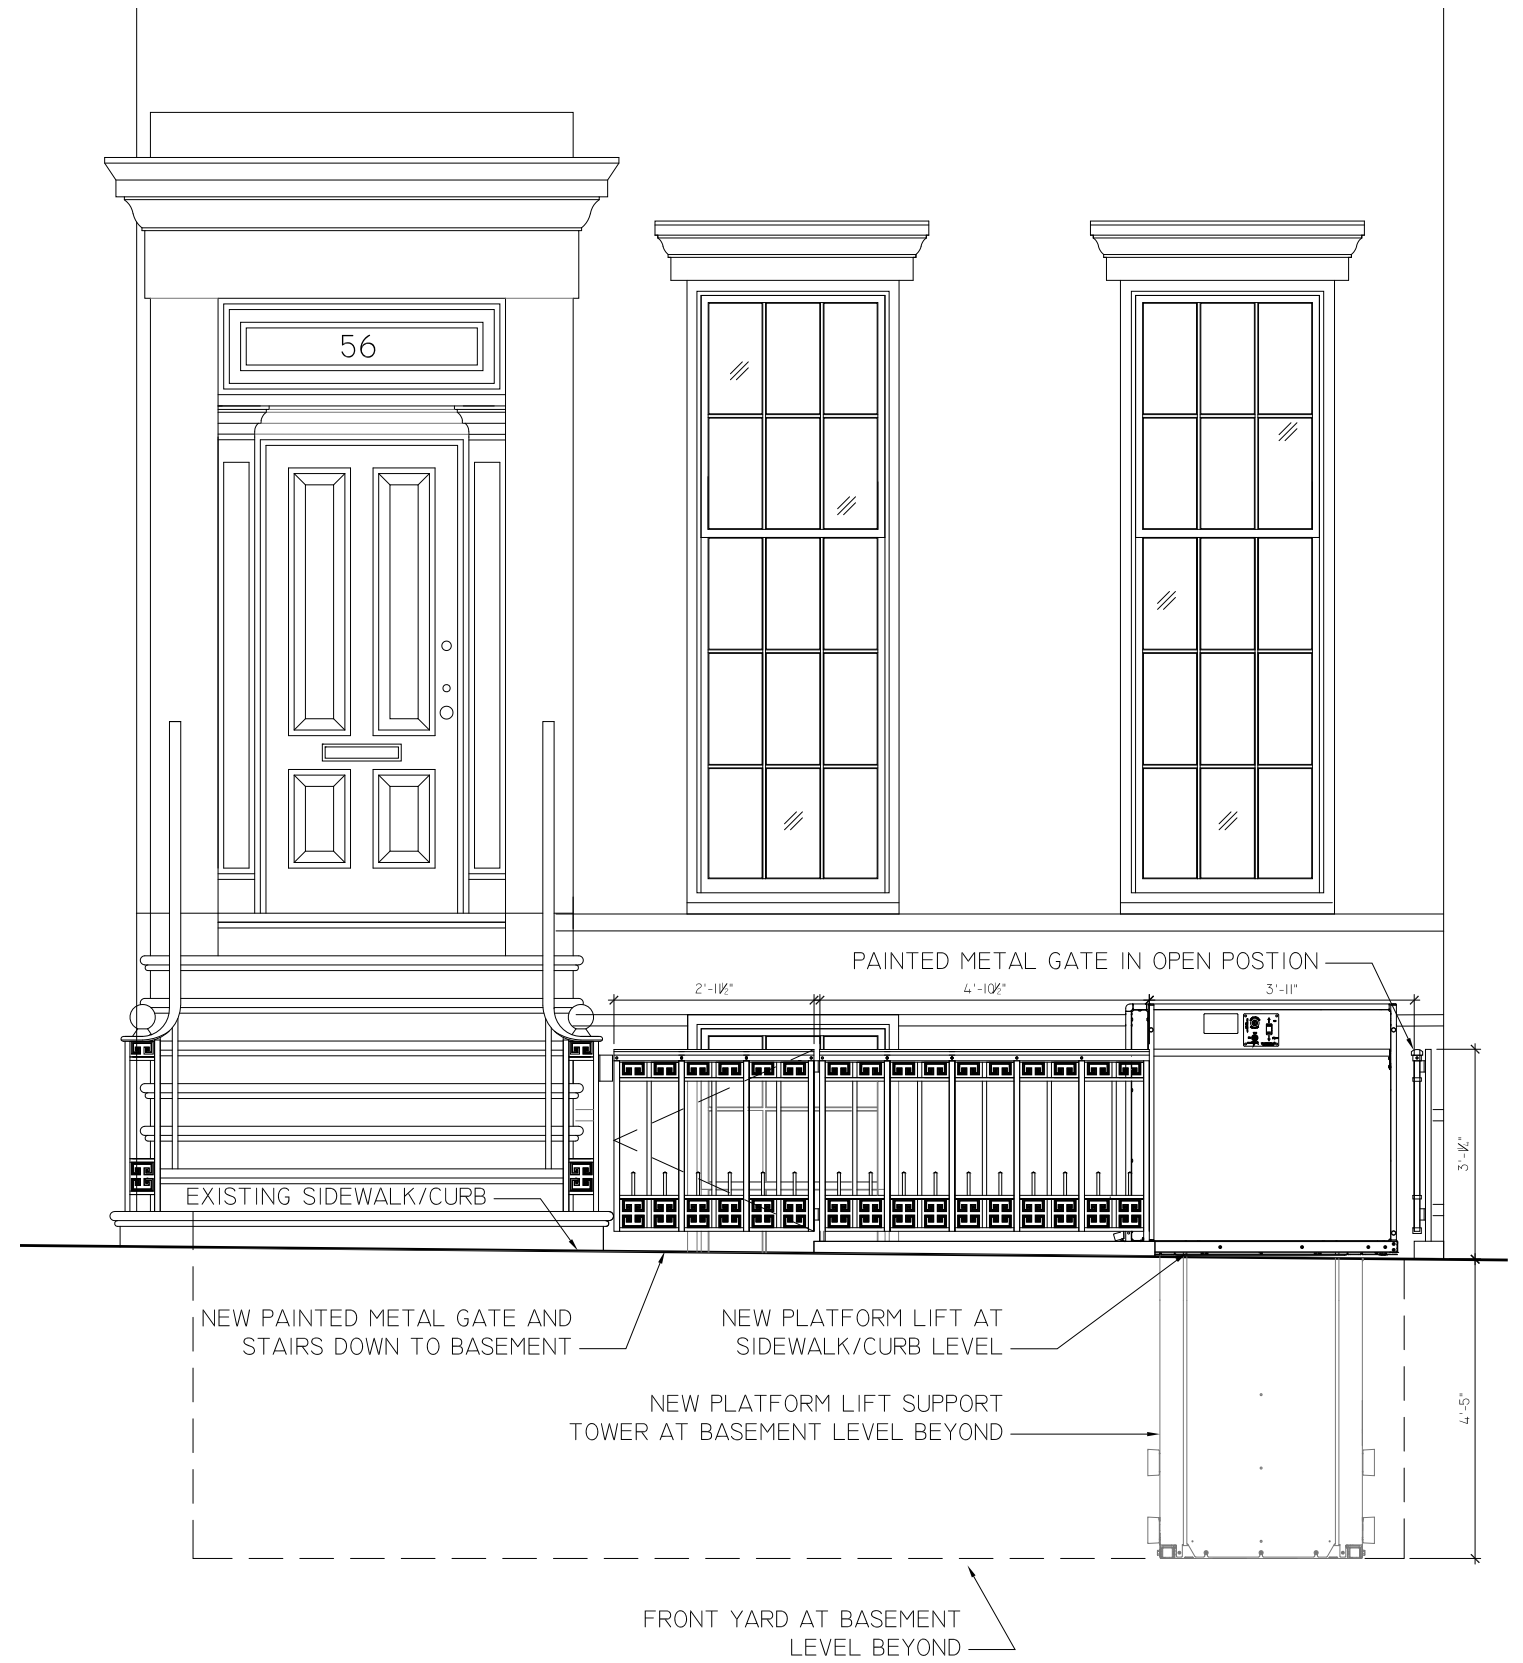 56
PAINTED METAL GATE IN OPEN POSTION
2'-11½"
4'-10½"
3'-11"
3'-1¼"
EXISTING SIDEWALK/CURB
NEW PAINTED METAL GATE AND
STAIRS DOWN TO BASEMENT
NEW PLATFORM LIFT AT
SIDEWALK/CURB LEVEL
NEW PLATFORM LIFT SUPPORT
TOWER AT BASEMENT LEVEL BEYOND
4'-5"
FRONT YARD AT BASEMENT
LEVEL BEYOND